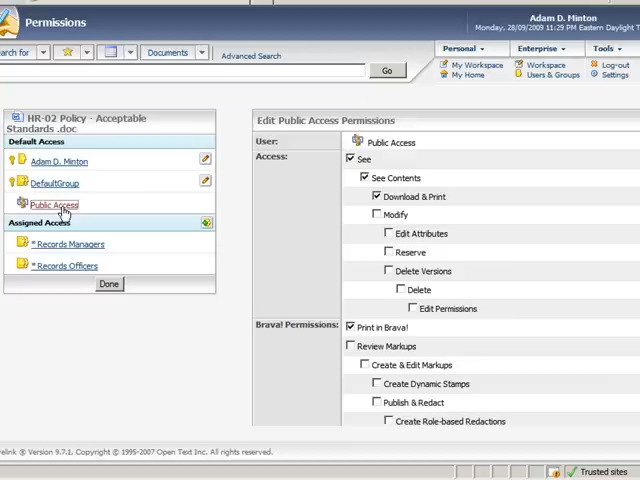 Permissions
Adam D. Minton
Monday, 28/09/2009 11:29 PM Eastern Daylight
earch for
Documents
Advanced Search
Personal
Enterprise
Tools
My Workspace
Workspace
Log-out
My Home
Users & Groups
Settings
Go
HR-02 Policy - Acceptable
Standards .doc
Default Access
Adam D. Minton
DefaultGroup
Public Access
Assigned Access
* Records Managers
* Records Officers
Done
Edit Public Access Permissions
User:
Public Access
Access:
See
See Contents
Download & Print
Modify
Edit Attributes
Reserve
Delete Versions
Delete
Edit Permissions
Brava! Permissions:
Print in Brava!
Review Markups
Create & Edit Markups
Create Dynamic Stamps
Publish & Redact
Create Role-based Redactions
velink ® Version 9.7.1, Copyright © 1995-2007 Open Text Inc. All rights reserved.
Trusted sites